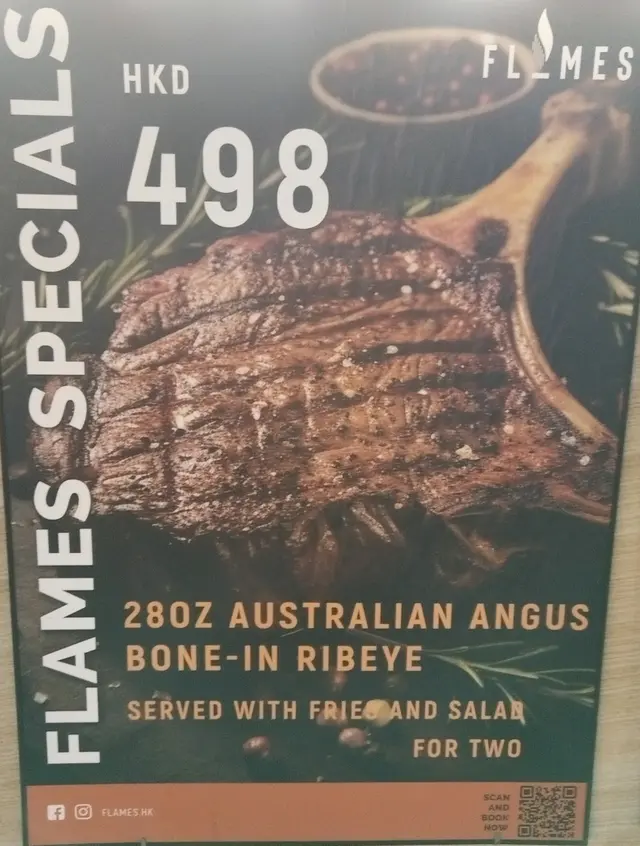 FLAMES SPECIALS
HKD
498
FLAMES
28OZ AUSTRALIAN ANGUS
BONE-IN RIBEYE
SERVED WITH FRIES AND SALAD
FOR TWO
FLAMES.HK
SCAN
AND
BOOK
NOW